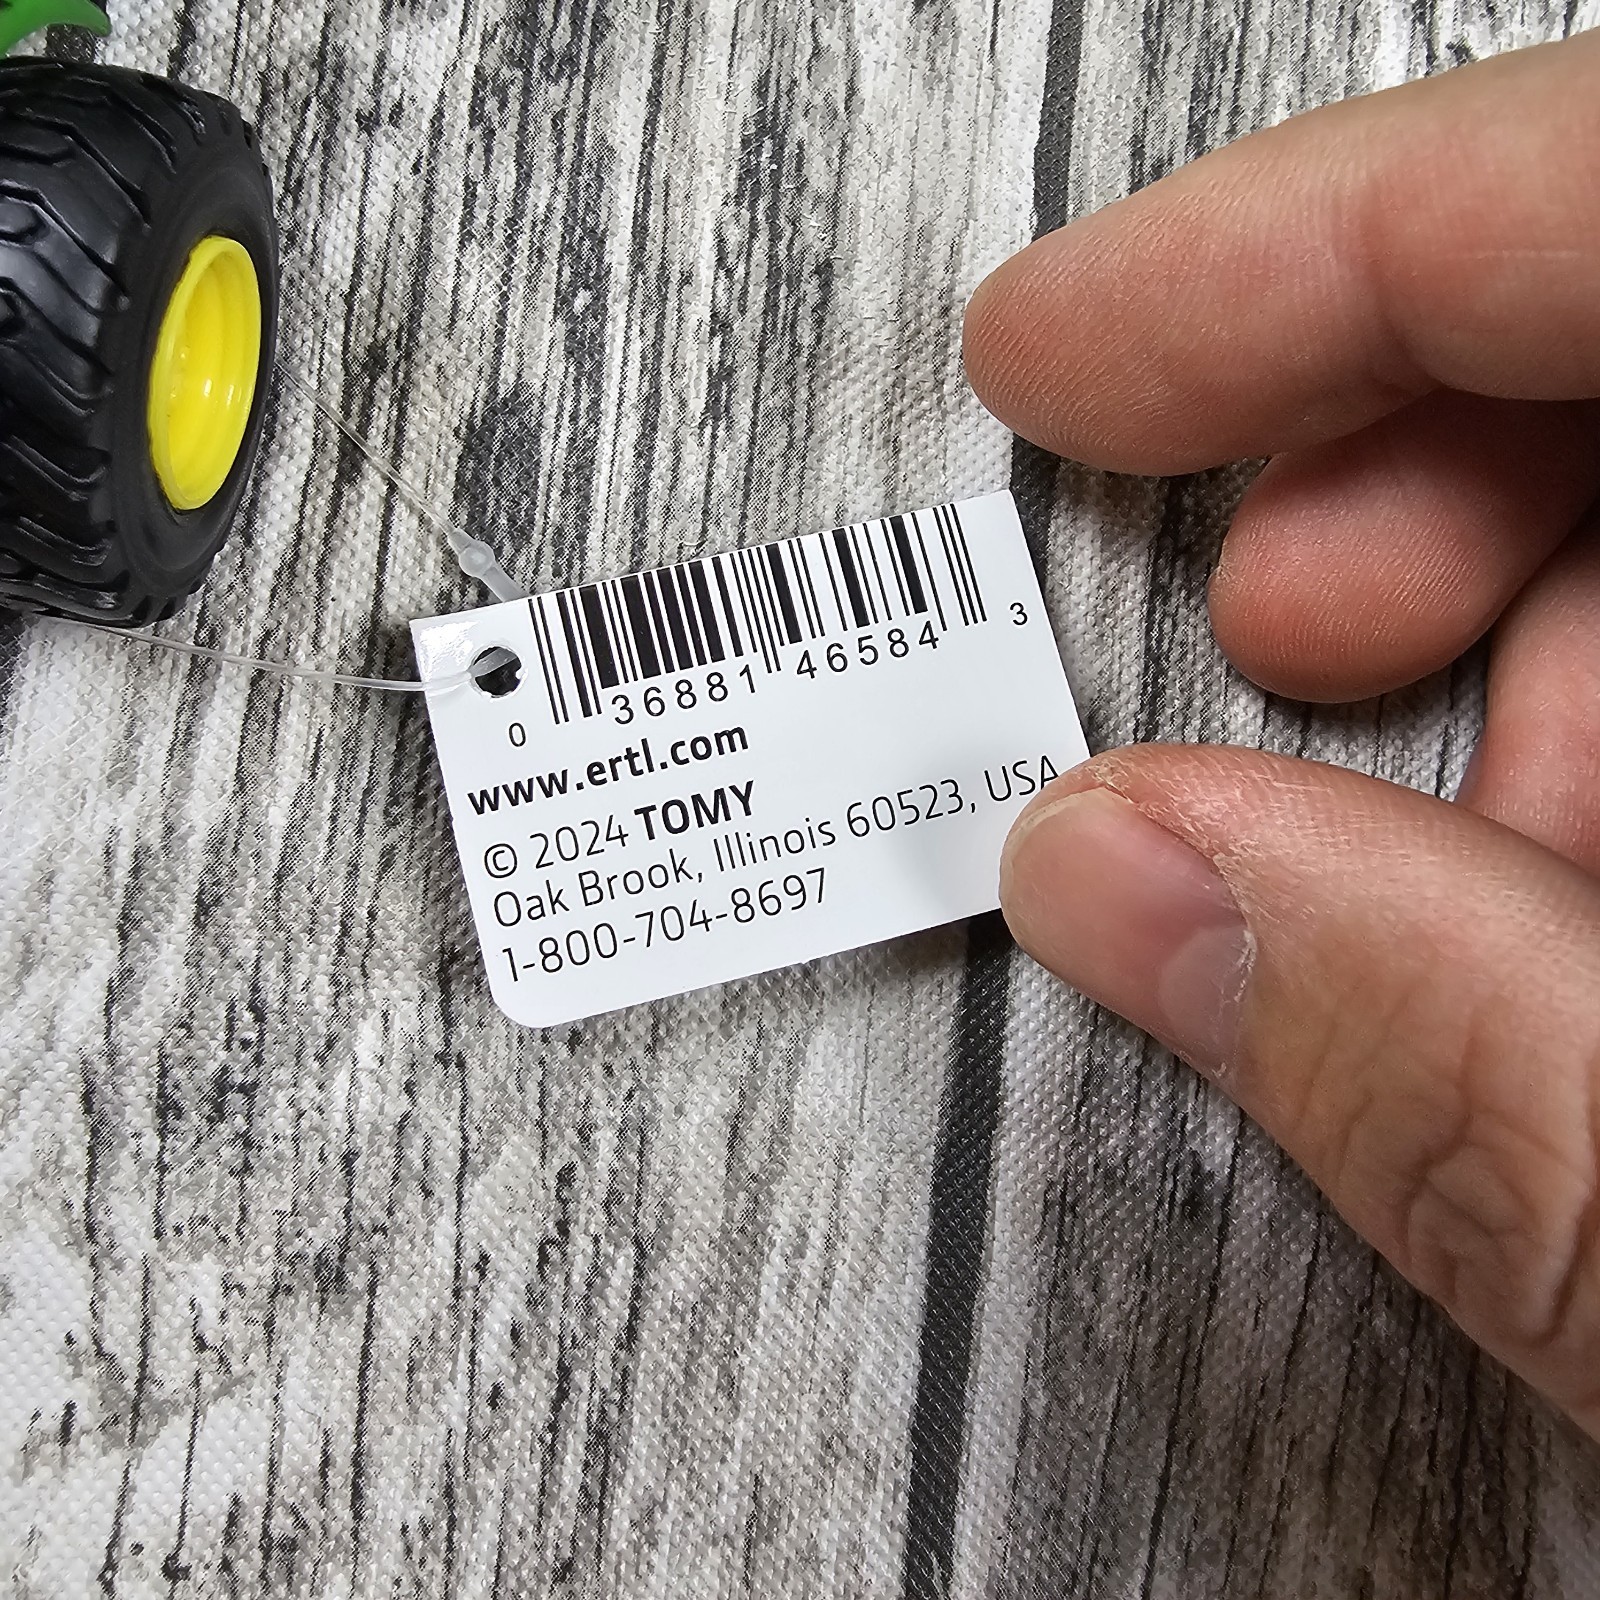 0 36881 46584 3
www.ertl.com
© 2024 TOMY
Oak Brook, Illinois 60523, USA
1-800-704-8697